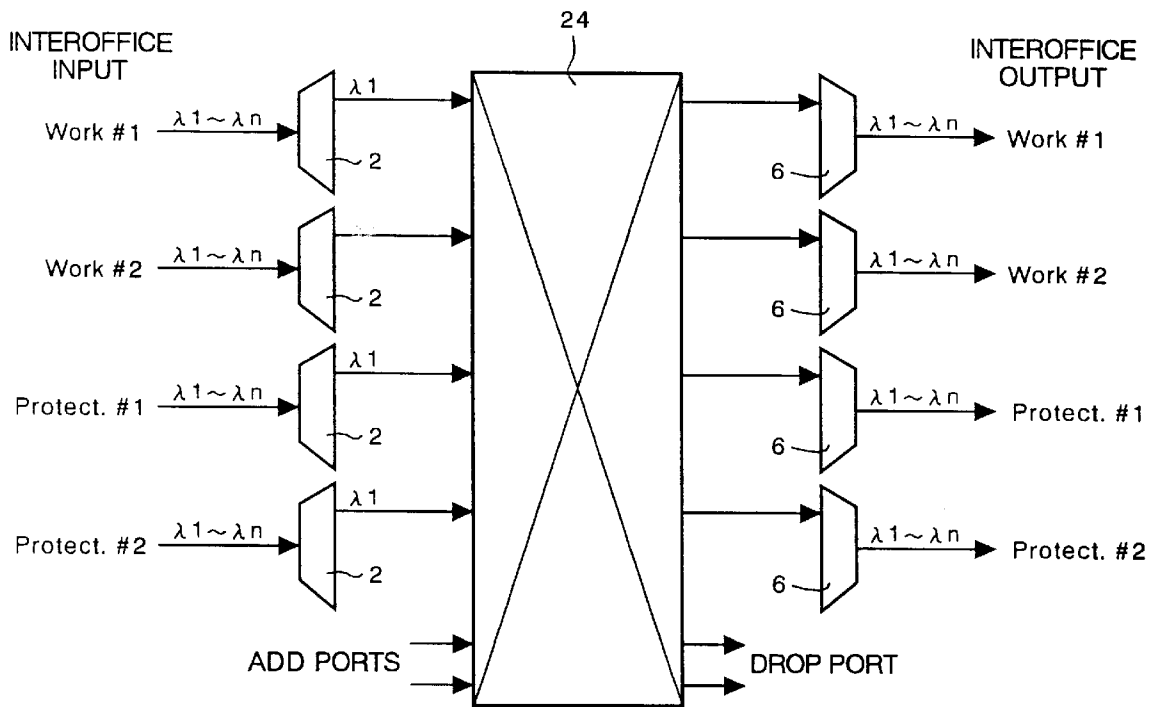 24
INTEROFFICE
INPUT
INTEROFFICE
OUTPUT
λ1
Work #1
λ1~λn
2
6
λ1~λn
Work #1
Work #2
λ1~λn
2
6
λ1~λn
Work #2
λ1
Protect. #1
λ1~λn
2
6
λ1~λn
Protect. #1
λ1
Protect. #2
λ1~λn
2
6
λ1~λn
Protect. #2
ADD PORTS
DROP PORT